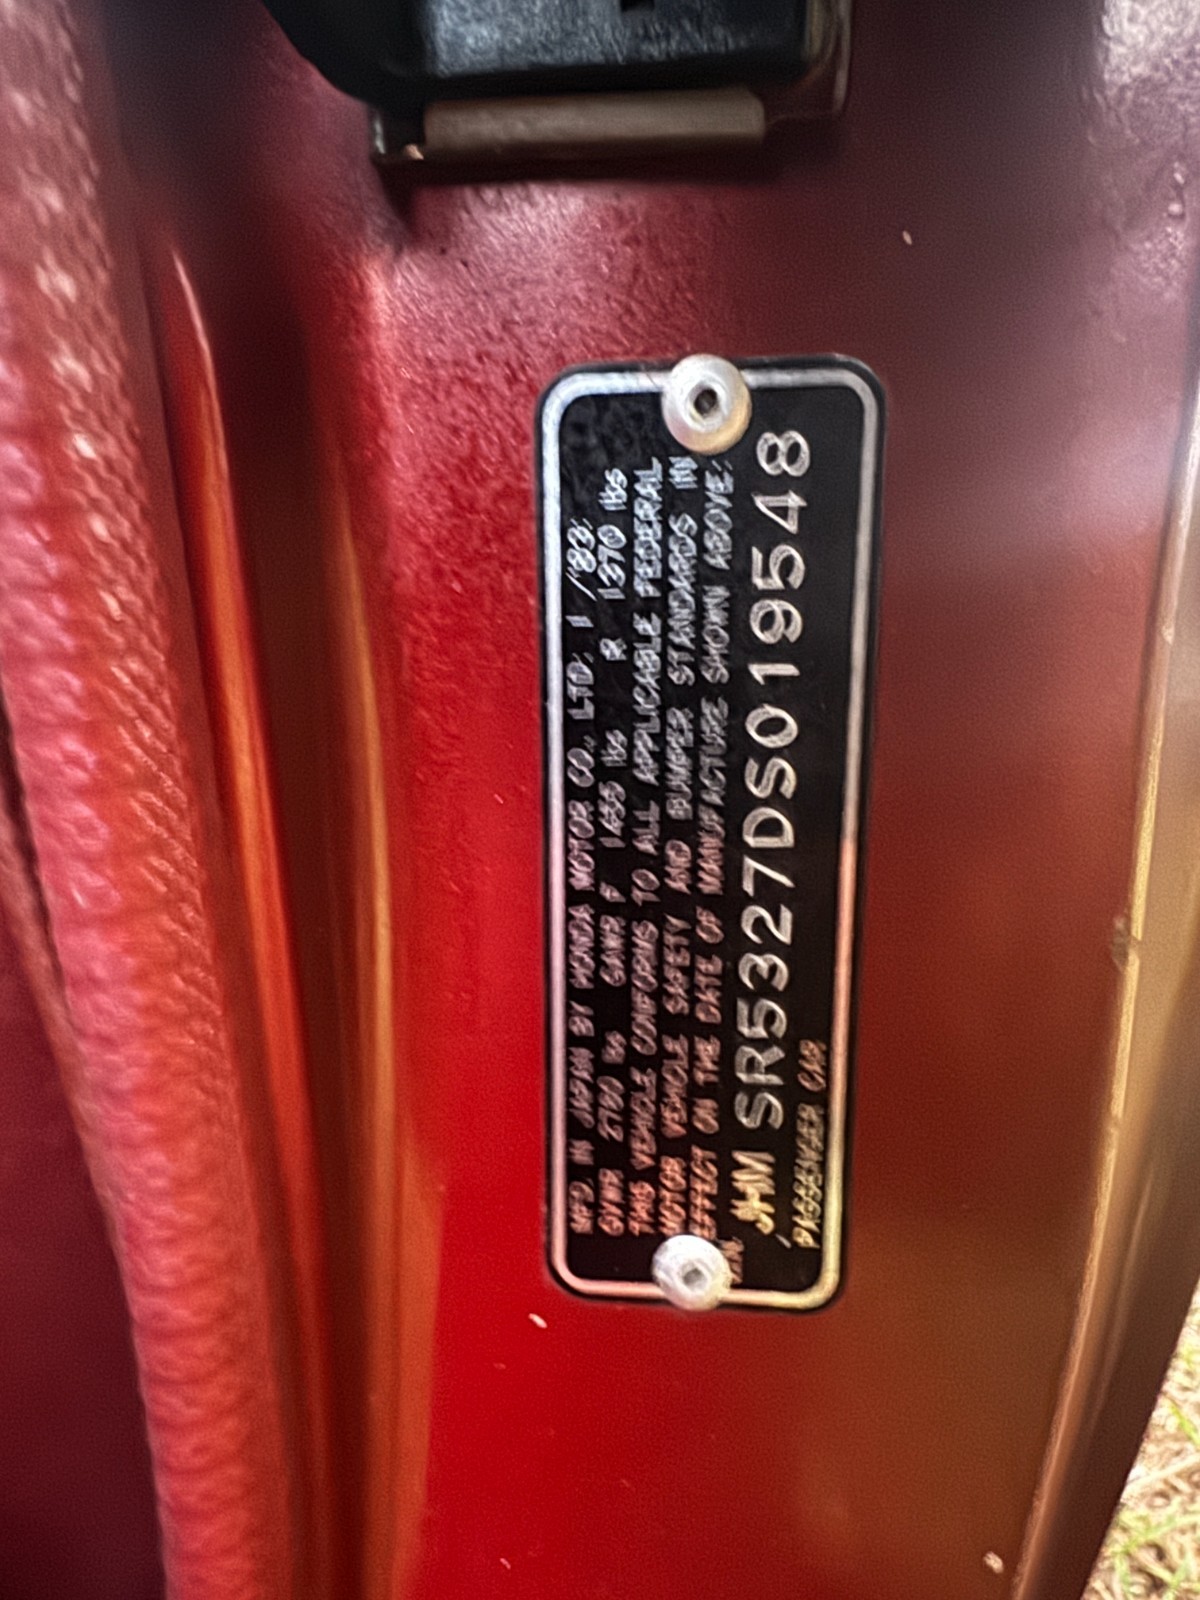 MFD. IN JAPAN BY HONDA MOTOR CO., LTD. 1 /'83.
GVWR 2780 lbs GAWR F 1455 lbs R 1370 lbs
THIS VEHICLE CONFORMS TO ALL APPLICABLE FEDERAL
MOTOR VEHICLE SAFETY AND BUMPER STANDARDS IN
EFFECT ON THE DATE OF MANUFACTURE SHOWN ABOVE.
JHM SR5327DS019548
PASSENGER CAR